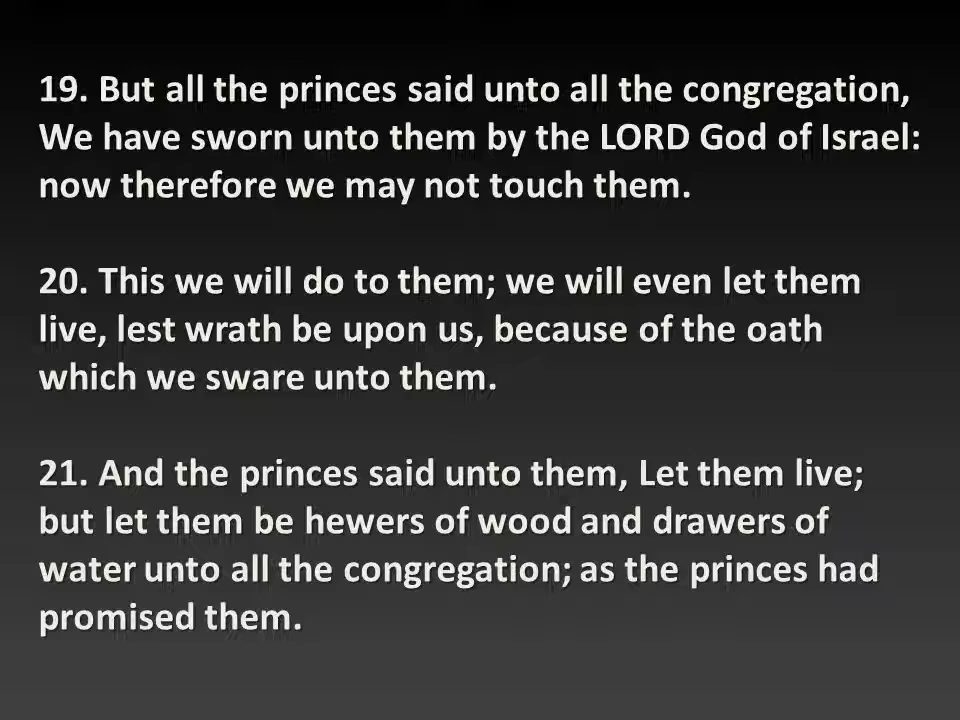 19. But all the princes said unto all the congregation,
We have sworn unto them by the LORD God of Israel:
now therefore we may not touch them.
20. This we will do to them; we will even let them
live, lest wrath be upon us, because of the oath
which we sware unto them.
21. And the princes said unto them, Let them live;
but let them be hewers of wood and drawers of
water unto all the congregation; as the princes had
promised them.